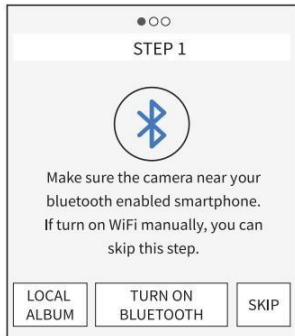 STEP 1
Make sure the camera near your
bluetooth enabled smartphone.
If turn on WiFi manually, you can
skip this step.
LOCAL
ALBUM
TURN ON
BLUETOOTH
SKIP